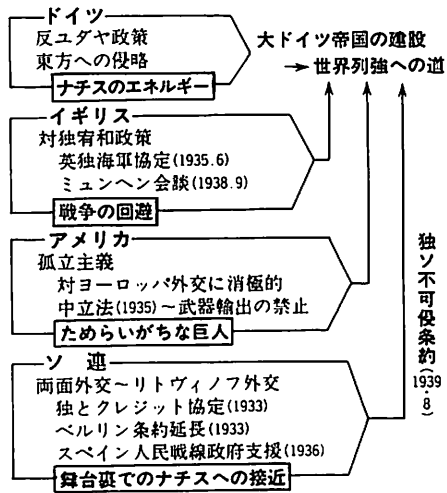 ドイツ
反ユダヤ政策
東方への侵略
ナチスのエネルギー
大ドイツ帝国の建設
→世界列強への道
イギリス
対独宥和政策
英独海軍協定(1935.6)
ミュンヘン会談(1938.9)
戦争の回避
アメリカ
孤立主義
対ヨーロッパ外交に消極的
中立法(1935)～武器輸出の禁止
ためらいがちな巨人
ソ連
両面外交～リトヴィノフ外交
独とクレジット協定(1933)
ベルリン条約延長(1933)
スペイン人民戦線政府支援(1936)
舞台裏でのナチスへの接近
独ソ不可侵条約(1939.8)